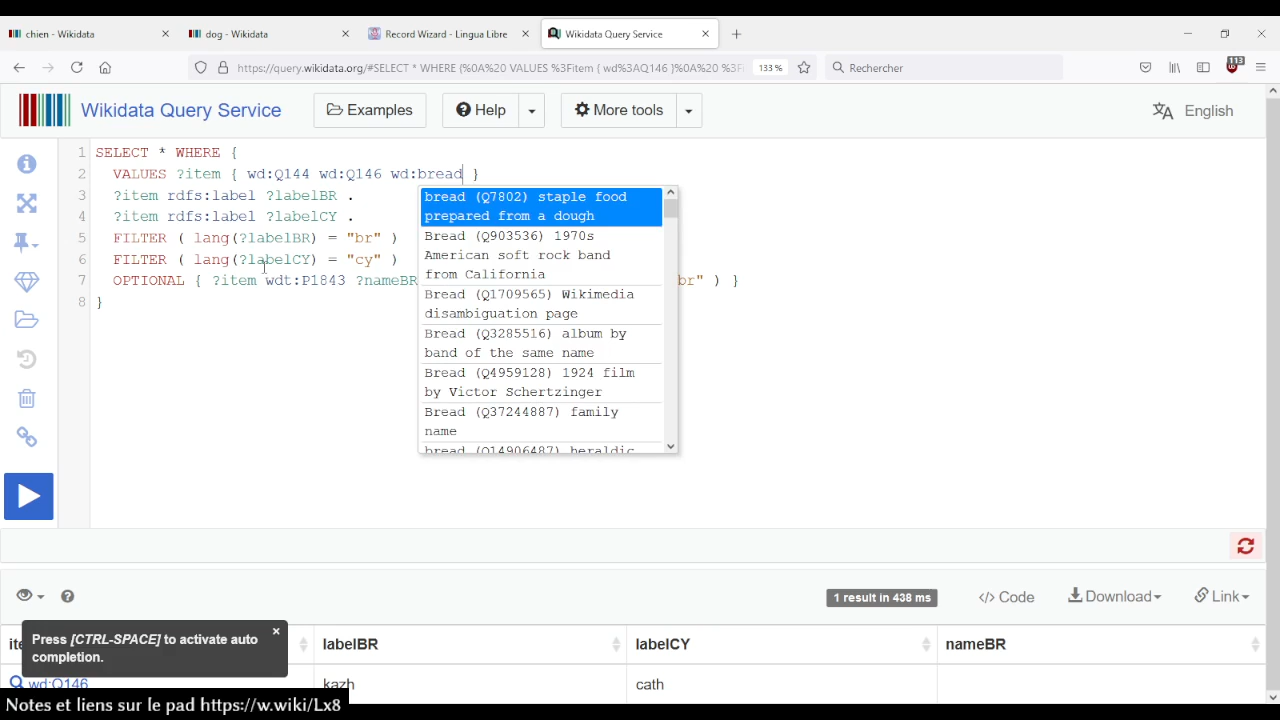 chien - Wikidata
dog - Wikidata
Record Wizard - Lingua Libre
Wikidata Query Service
https://query.wikidata.org/#SELECT * WHERE {%0A%20 VALUES %3Fitem { wd%3AQ146 }%0A%20 %3Fi
133 %
Rechercher
113
Wikidata Query Service
Examples
Help
More tools
English
1 SELECT * WHERE {
2 VALUES ?item { wd:Q144 wd:Q146 wd:bread }
3 ?item rdfs:label ?labelBR .
4 ?item rdfs:label ?labelCY .
5 FILTER ( lang(?labelBR) = "br" )
6 FILTER ( lang(?labelCY) = "cy" )
7 OPTIONAL { ?item wdt:P1843 ?nameBR br" ) }
8 }
bread (Q7802) staple food
prepared from a dough
Bread (Q903536) 1970s
American soft rock band
from California
Bread (Q1709565) Wikimedia
disambiguation page
Bread (Q3285516) album by
band of the same name
Bread (Q4959128) 1924 film
by Victor Schertzinger
Bread (Q37244887) family
name
bread (Q14906487) heraldic
1 result in 438 ms
</> Code
Download
Link
Press [CTRL-SPACE] to activate auto
completion.
ite labelBR labelCY nameBR
wd:Q146 kazh cath
Notes et liens sur le pad https://w.wiki/Lx8